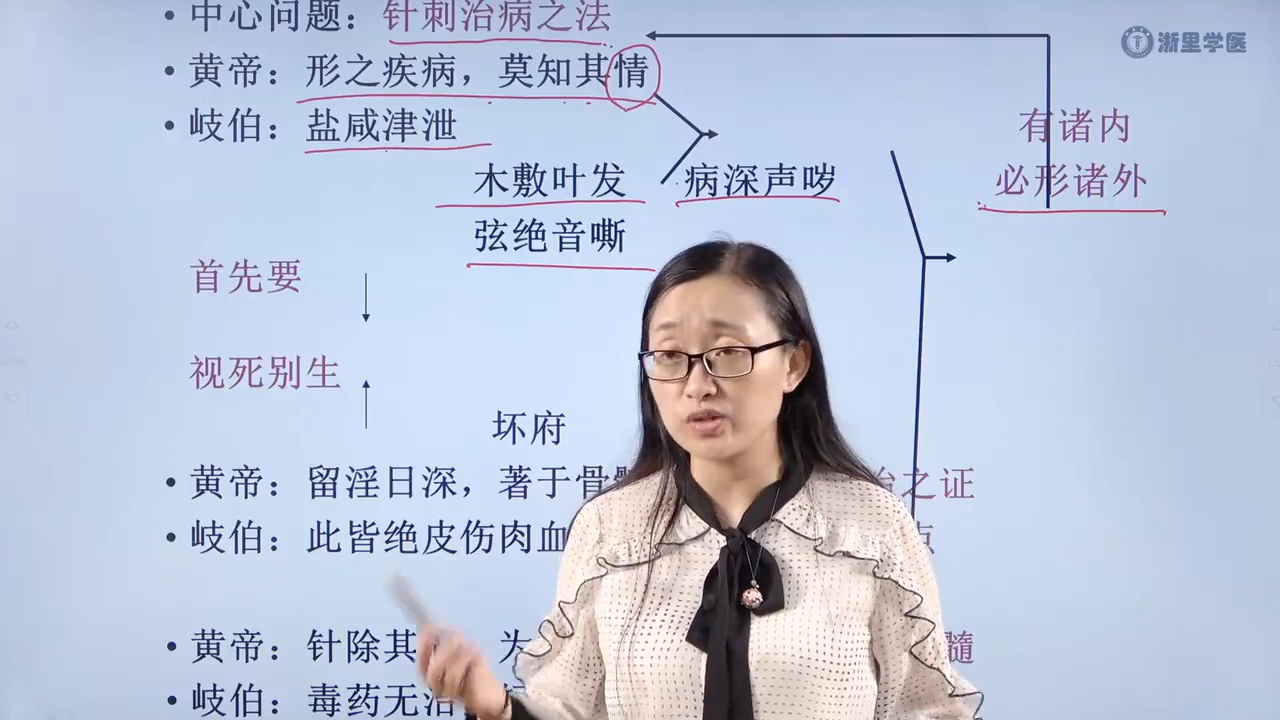 浙里学医
• 中心问题：针刺治病之法
• 黄帝：形之疾病，莫知其情
• 岐伯：盐咸津泄
有诸内
必形诸外
木敷叶发
病深声哕
弦绝音嘶
首先要
视死别生
坏府
• 黄帝：留淫日深，著于骨 之证
• 岐伯：此皆绝皮伤肉血 点
• 黄帝：针除其 为 髓
• 岐伯：毒药无治